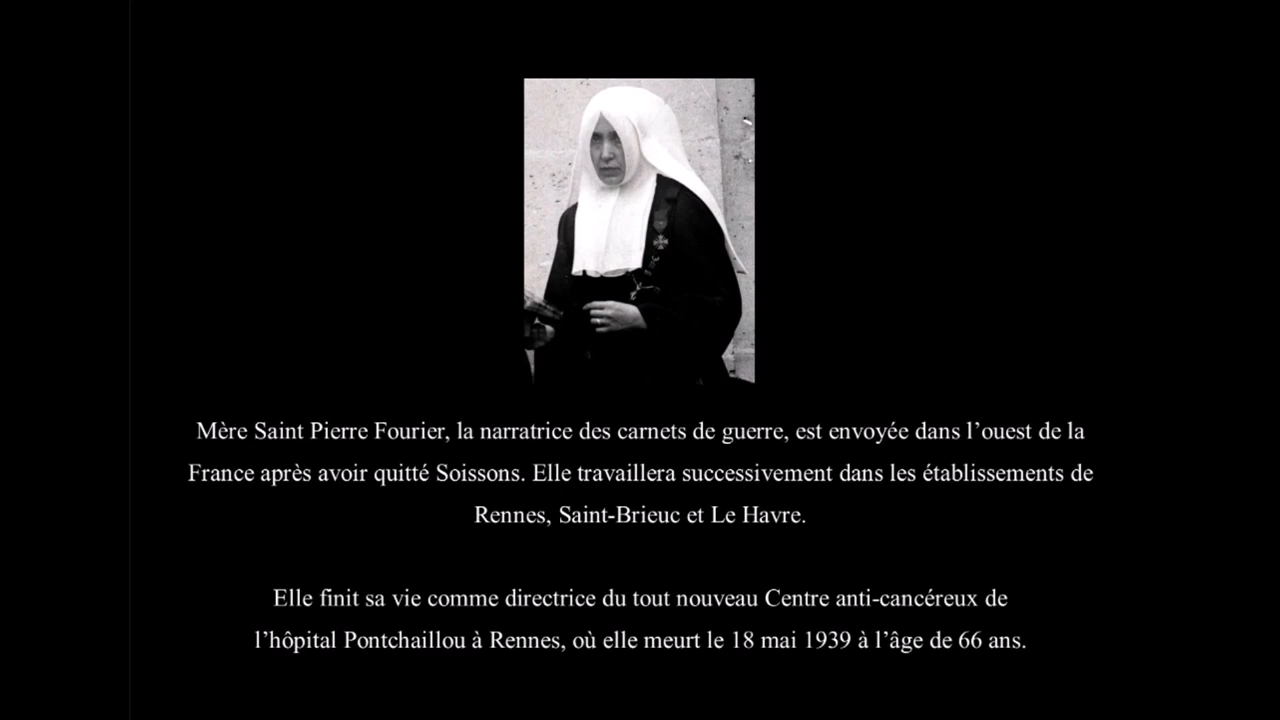 Mère Saint Pierre Fourier, la narratrice des carnets de guerre, est envoyée dans l’ouest de la
France après avoir quitté Soissons. Elle travaillera successivement dans les établissements de
Rennes, Saint-Brieuc et Le Havre.
Elle finit sa vie comme directrice du tout nouveau Centre anti-cancéreux de
l’hôpital Pontchaillou à Rennes, où elle meurt le 18 mai 1939 à l’âge de 66 ans.